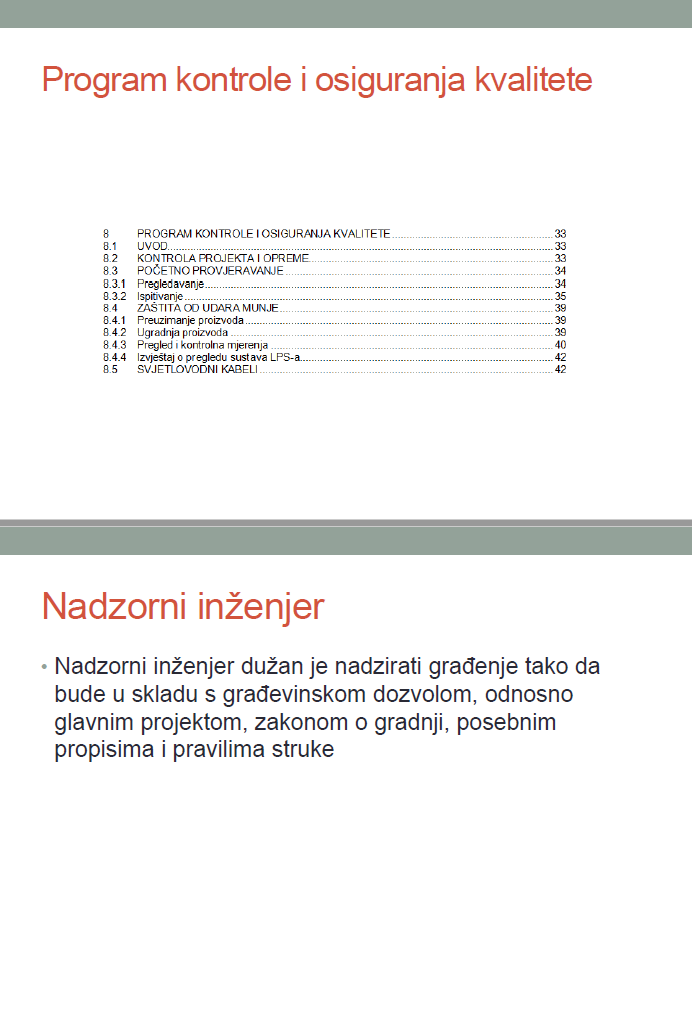 Program kontrole i osiguranja kvalitete
8 PROGRAM KONTROLE I OSIGURANJA KVALITETE 33
8.1 UVOD 33
8.2 KONTROLA PROJEKTA I OPREME 33
8.3 POČETNO PROVJERAVANJE 34
8.3.1 Pregledavanje 34
8.3.2 Ispitivanje 35
8.4 ZAŠTITA OD UDARA MUNJE 39
8.4.1 Preuzimanje proizvoda 39
8.4.2 Ugradnja proizvoda 39
8.4.3 Pregled i kontrolna mjerenja 40
8.4.4 Izvještaj o pregledu sustava LPS-a 42
8.5 SVJETLOVODNI KABELI 42
Nadzorni inženjer
• Nadzorni inženjer dužan je nadzirati građenje tako da
bude u skladu s građevinskom dozvolom, odnosno
glavnim projektom, zakonom o gradnji, posebnim
propisima i pravilima struke